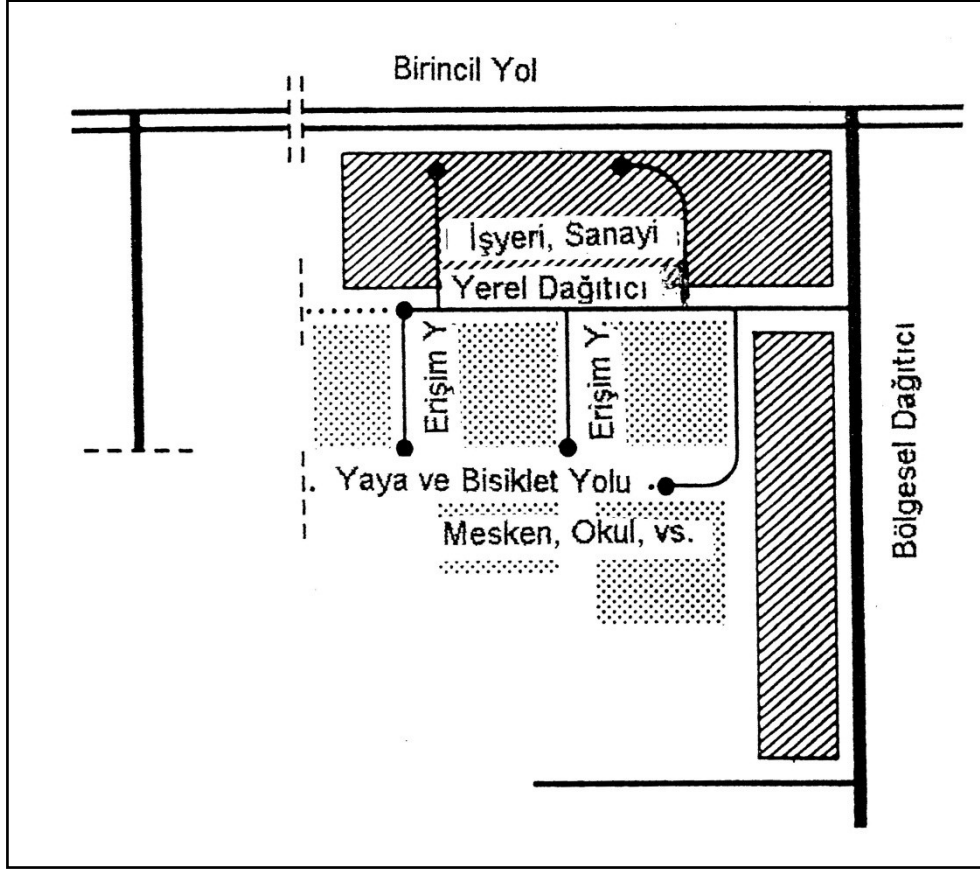 Birincil Yol
İşyeri, Sanayi
Yerel Dağıtıcı
Erişim Y
Erişim Y.
Yaya ve Bisiklet Yolu
Mesken, Okul, vs.
Bölgesel Dağıtıcı